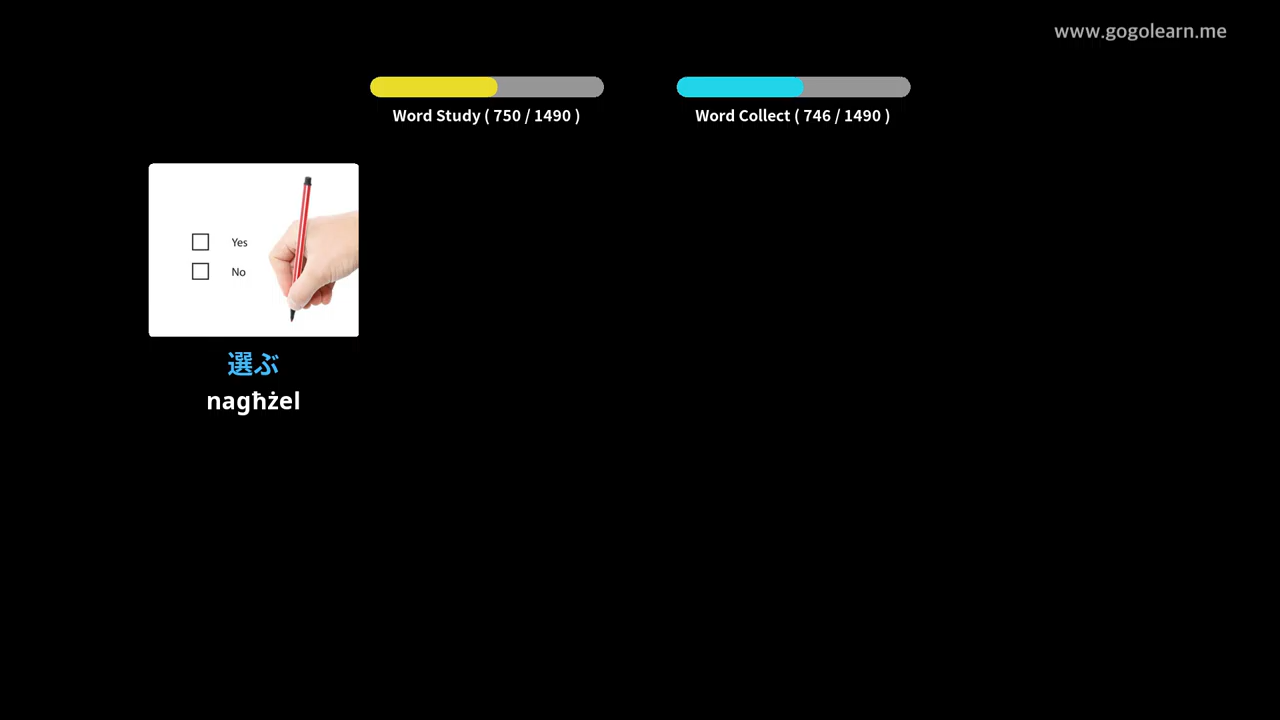 www.gogolearn.me
Word Study ( 750 / 1490 )
Word Collect ( 746 / 1490 )
Yes
No
選ぶ
nagħżel